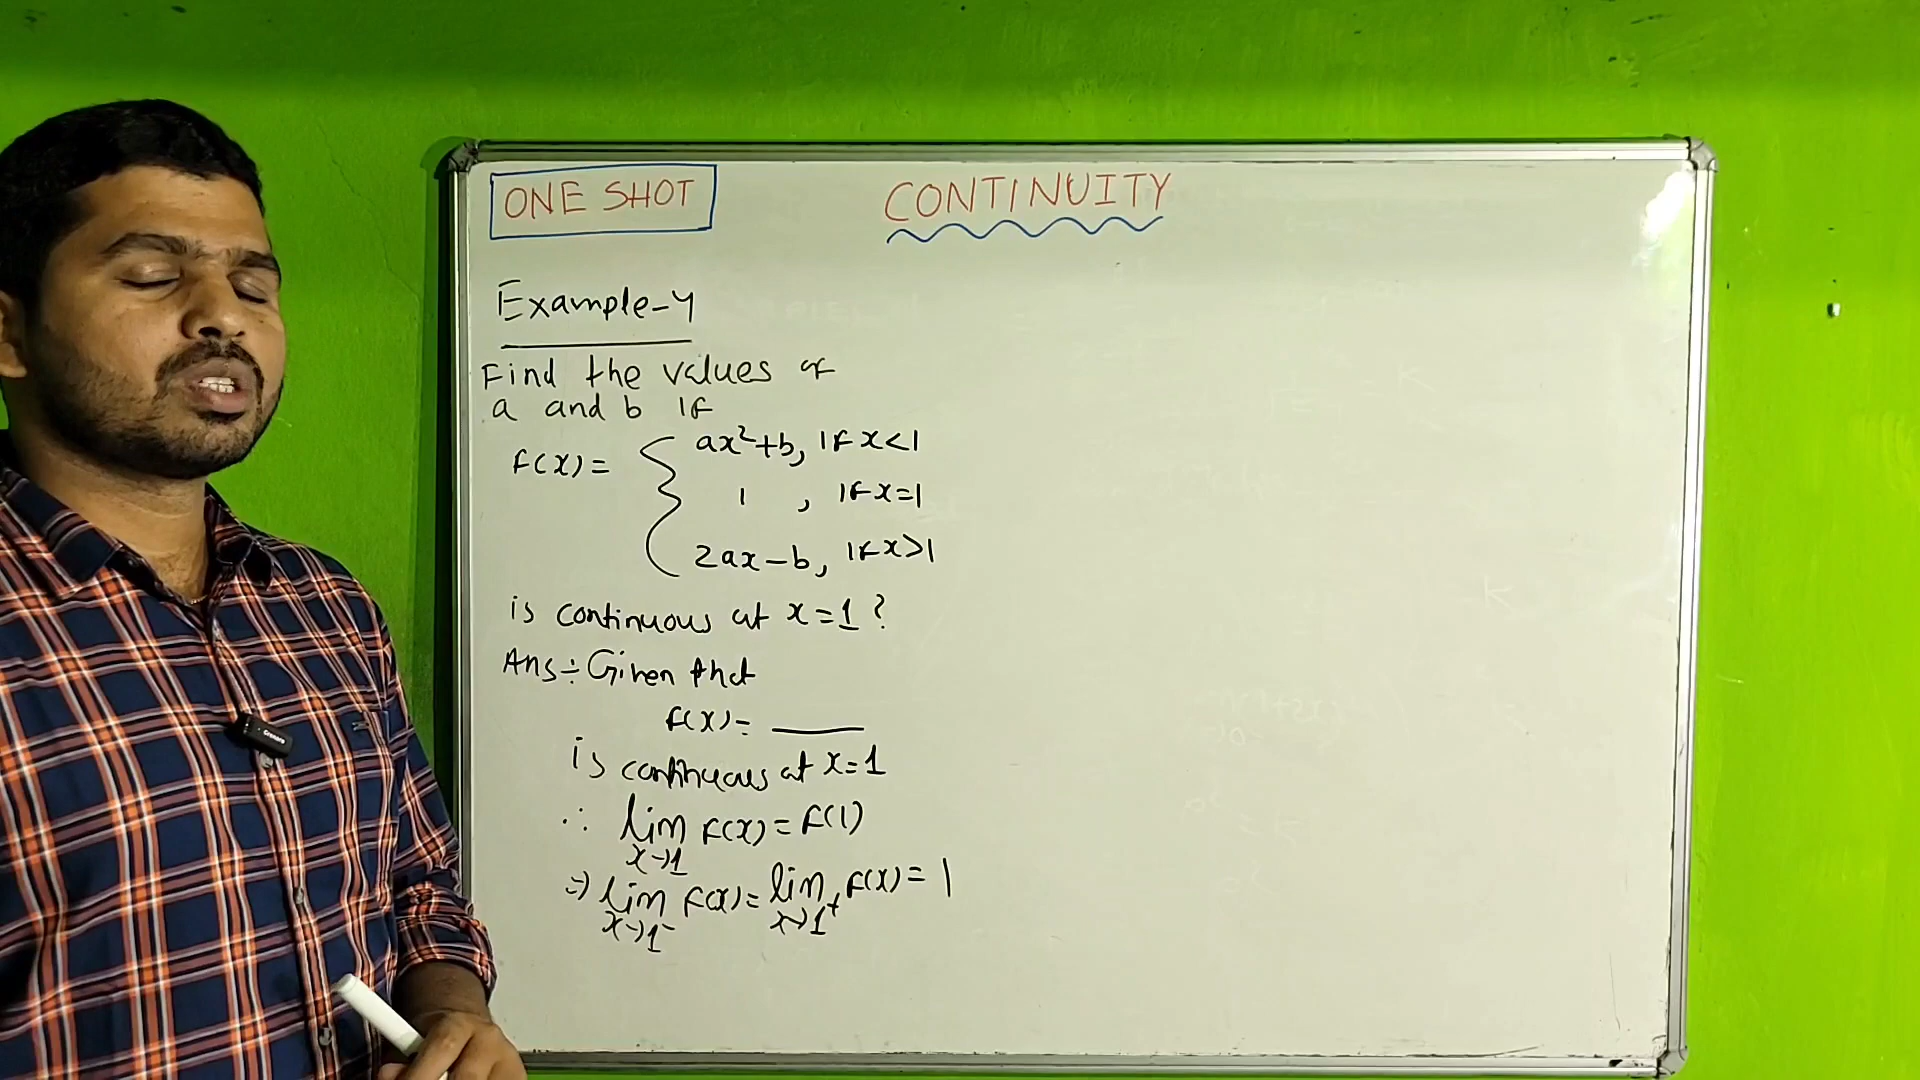 ONE SHOT
CONTINUITY
Example-4
Find the values of
a and b if
f(x) = { ax²+b, if x<1
1 , if x=1
2ax-b, if x>1
is continuous at x=1?
Ans÷Given that
f(x)= ____
is continuous at x=1
∴ lim x→1 f(x)=f(1)
⇒ lim x→1⁻ f(x)= lim x→1⁺ f(x)= 1